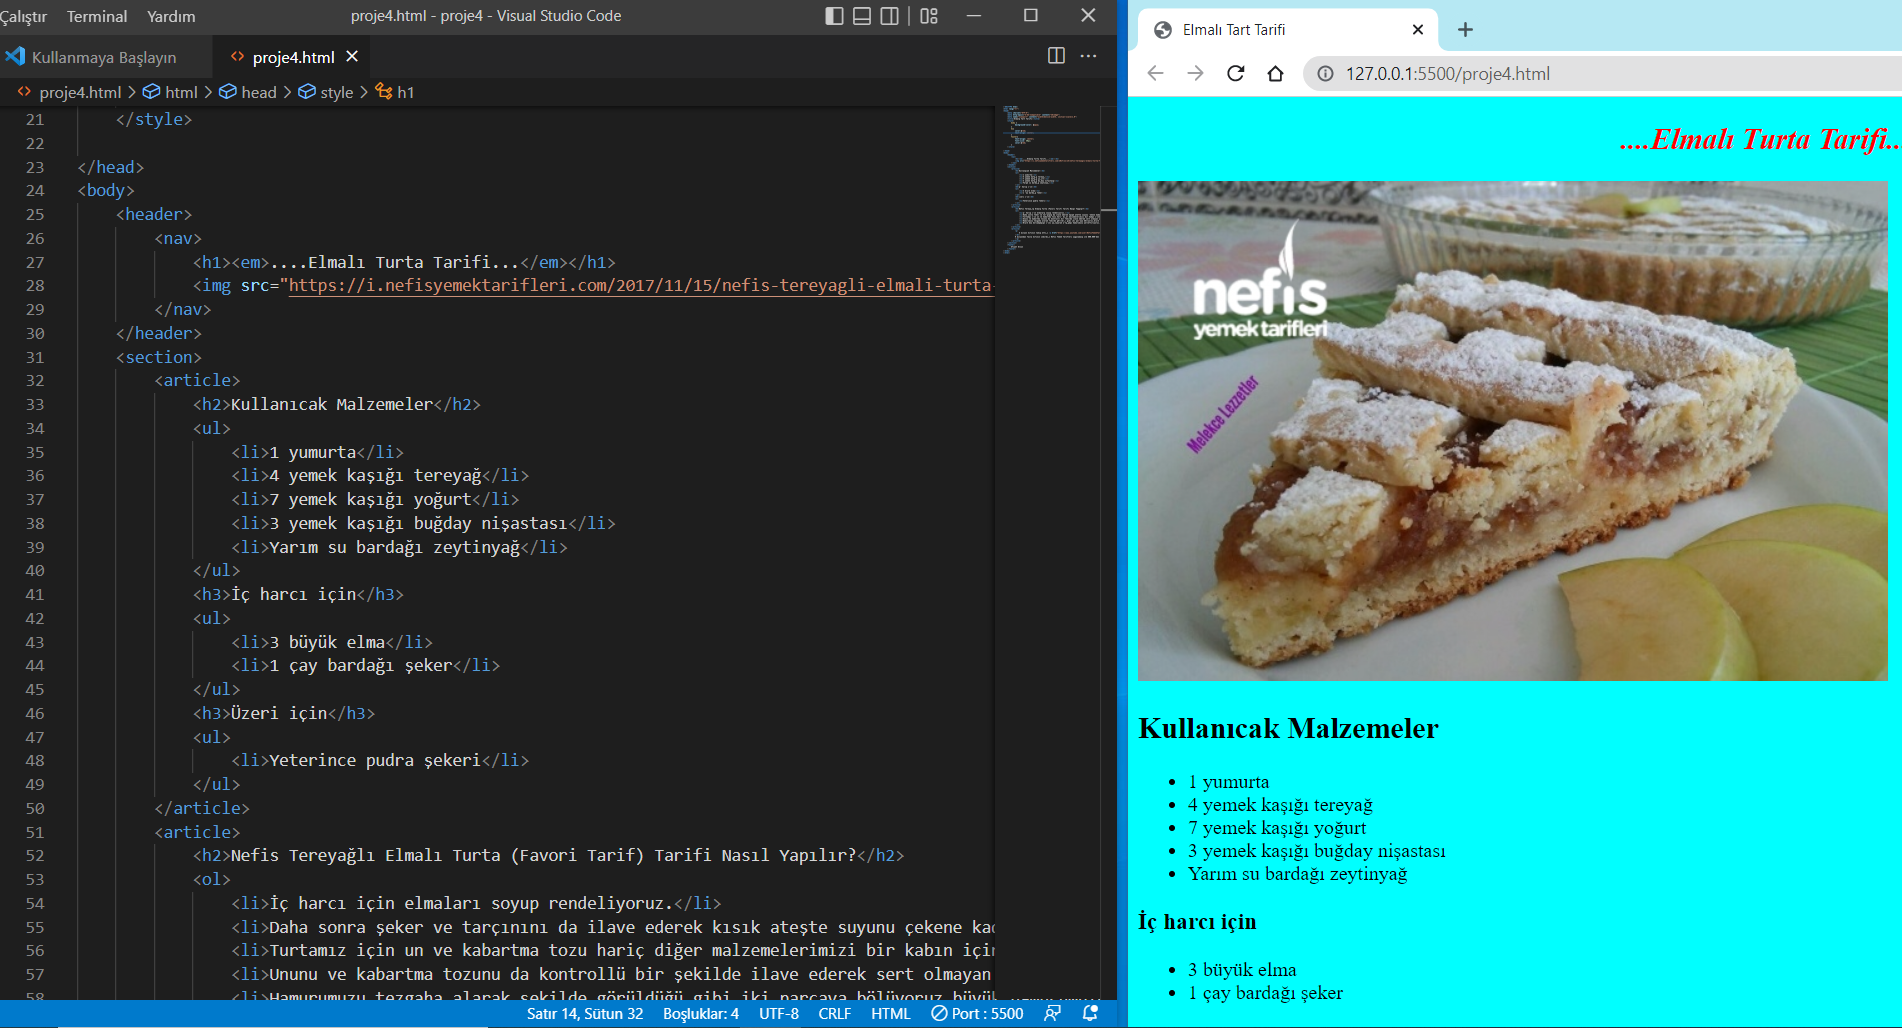 Çalıştır Terminal Yardım proje4.html - proje4 - Visual Studio Code
Kullanmaya Başlayın proje4.html
proje4.html > html > head > style > h1
21 </style>
22
23 </head>
24 <body>
25 <header>
26 <nav>
27 <h1><em>....Elmalı Turta Tarifi...</em></h1>
28 <img src="https://i.nefisyemektarifleri.com/2017/11/15/nefis-tereyagli-elmali-turta-
29 </nav>
30 </header>
31 <section>
32 <article>
33 <h2>Kullanıcak Malzemeler</h2>
34 <ul>
35 <li>1 yumurta</li>
36 <li>4 yemek kaşığı tereyağ</li>
37 <li>7 yemek kaşığı yoğurt</li>
38 <li>3 yemek kaşığı buğday nişastası</li>
39 <li>Yarım su bardağı zeytinyağ</li>
40 </ul>
41 <h3>İç harcı için</h3>
42 <ul>
43 <li>3 büyük elma</li>
44 <li>1 çay bardağı şeker</li>
45 </ul>
46 <h3>Üzeri için</h3>
47 <ul>
48 <li>Yeterince pudra şekeri</li>
49 </ul>
50 </article>
51 <article>
52 <h2>Nefis Tereyağlı Elmalı Turta (Favori Tarif) Tarifi Nasıl Yapılır?</h2>
53 <ol>
54 <li>İç harcı için elmaları soyup rendeliyoruz.</li>
55 <li>Daha sonra şeker ve tarçınını da ilave ederek kısık ateşte suyunu çekene kad
56 <li>Turtamız için un ve kabartma tozu hariç diğer malzemelerimizi bir kabın için
57 <li>Ununu ve kabartma tozunu da kontrollü bir şekilde ilave ederek sert olmayan
58 <li>Hamurumuzu tezgaha alarak şekilde görüldüğü gibi iki parçaya bölüyoruz büyük
Satır 14, Sütun 32 Boşluklar: 4 UTF-8 CRLF HTML Port : 5500
Elmalı Tart Tarifi
127.0.0.1:5500/proje4.html
....Elmalı Turta Tarifi..
nefis
yemek tarifleri
Melekce Lezzetler
Kullanıcak Malzemeler
• 1 yumurta
• 4 yemek kaşığı tereyağ
• 7 yemek kaşığı yoğurt
• 3 yemek kaşığı buğday nişastası
• Yarım su bardağı zeytinyağ
İç harcı için
• 3 büyük elma
• 1 çay bardağı şeker